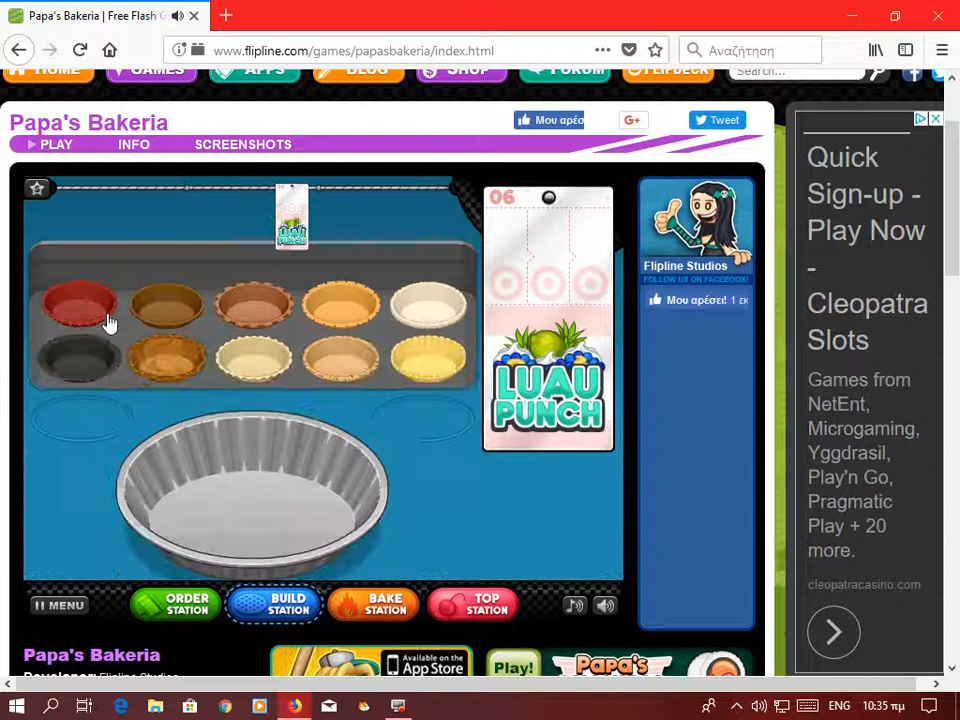 Papa's Bakeria | Free Flash G
www.flipline.com/games/papasbakeria/index.html
Αναζήτηση
HOME
GAMES
APPS
BLOG
SHOP
FORUM
FLIPDECK
Search...
Papa's Bakeria
Μου αρέσ
G+
Tweet
PLAY
INFO
SCREENSHOTS
06
LUAU
PUNCH
LUAU
PUNCH
Flipline Studios
FOLLOW US ON FACEBOOK!
Μου αρέσει! 1 εκ
Quick
Sign-up -
Play Now
-
Cleopatra
Slots
Games from
NetEnt,
Microgaming,
Yggdrasil,
Play'n Go,
Pragmatic
Play + 20
more.
cleopatracasino.com
MENU
ORDER
STATION
BUILD
STATION
BAKE
STATION
TOP
STATION
Papa's Bakeria
Available on the
App Store
Play!
Papa's
ENG
10:35 πμ